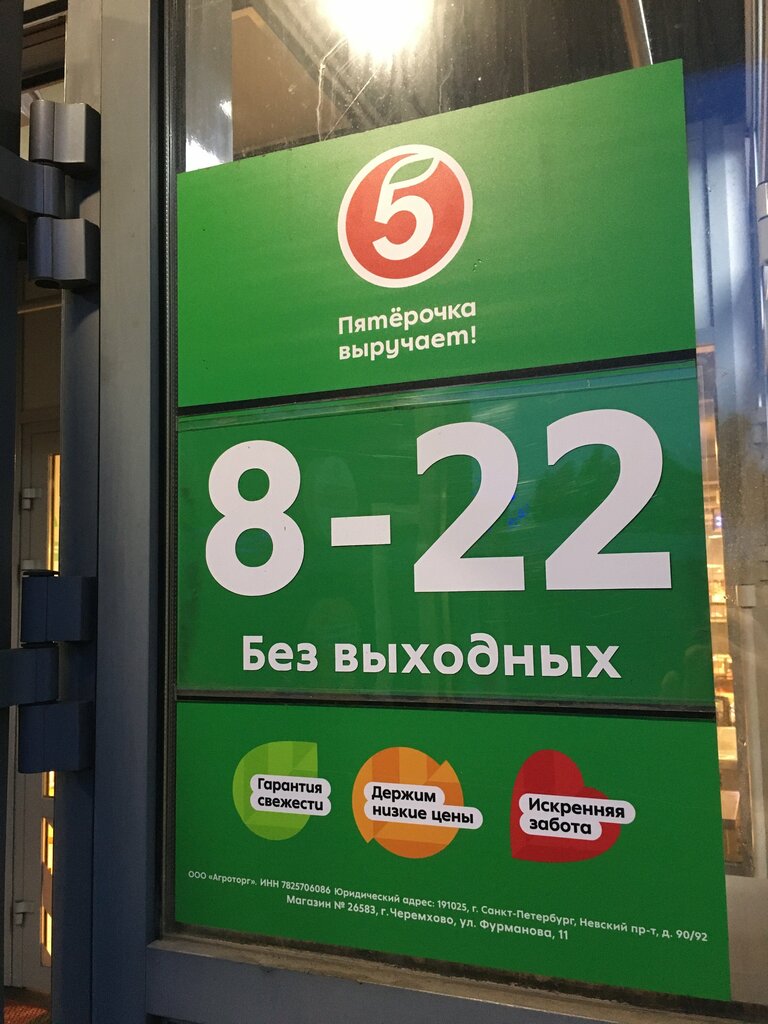 5
Пятёрочка
выручает!
8-22
Без выходных
Гарантия
свежести
Держим
низкие цены
Искренняя
забота
ООО «Агроторг». ИНН 7825706086 Юридический адрес: 191025, г. Санкт-Петербург, Невский пр-т, д. 90/92
Магазин № 26583, г.Черемхово, ул. Фурманова, 11